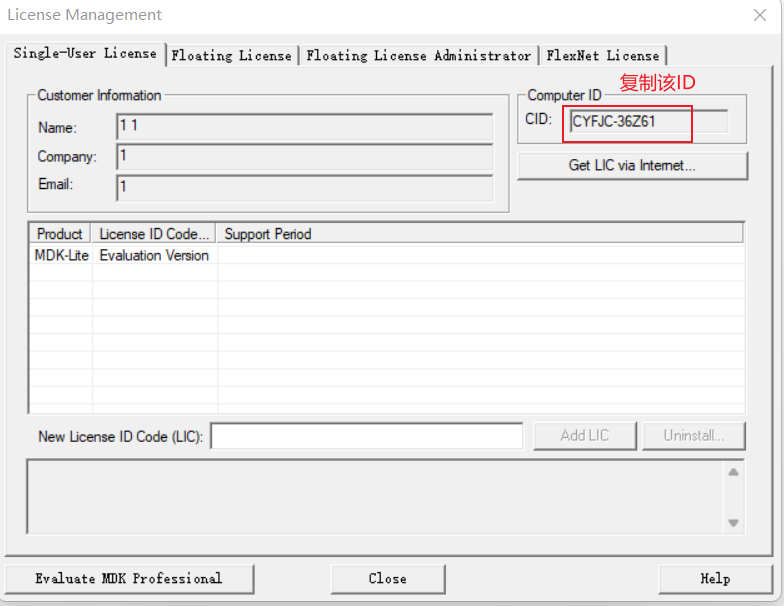 License Management
Single-User License
Floating License
Floating License Administrator
FlexNet License
复制该ID
Customer Information
Computer ID
Name:
1 1
CID:
CYFJC-36Z61
Company:
1
Get LIC via Internet...
Email:
1
Product
License ID Code...
Support Period
MDK-Lite
Evaluation Version
New License ID Code (LIC):
Add LIC
Uninstall...
Evaluate MDK Professional
Close
Help